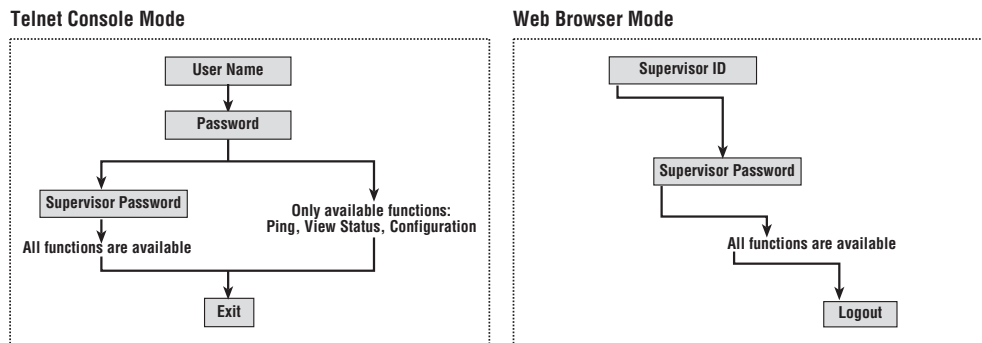 Telnet Console Mode
User Name
Password
Supervisor Password
Only available functions:
Ping, View Status, Configuration
All functions are available
Exit
Web Browser Mode
Supervisor ID
Supervisor Password
All functions are available
Logout